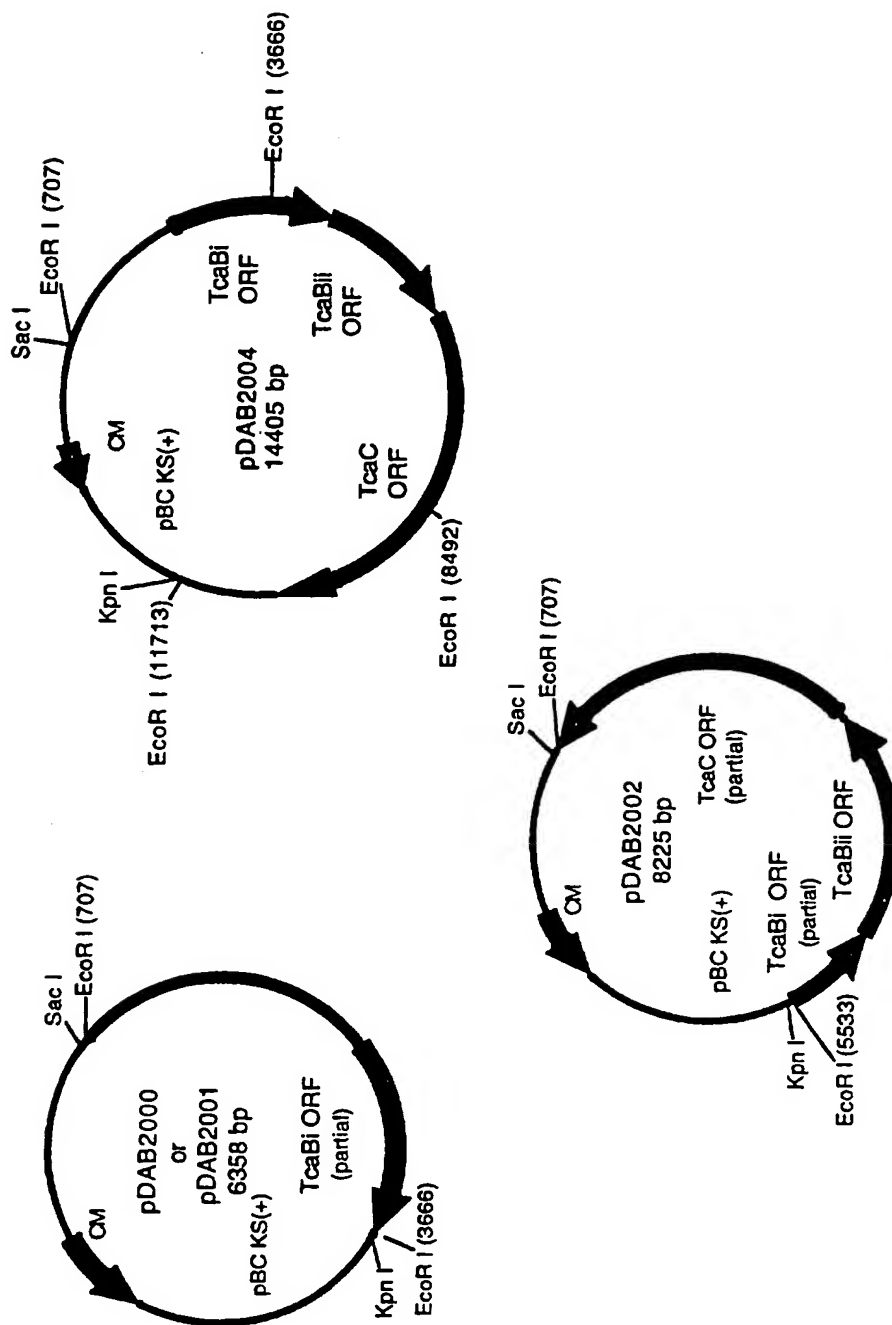 Sac I
EcoR I (707)
CM
pDAB2000
or
pDAB2001
6358 bp
pBC KS(+)
TcaBi ORF
(partial)
Kpn I
EcoR I (3666)
Sac I
EcoR I (707)
EcoR I (3666)
CM
pBC KS(+)
TcaBi
ORF
TcaBii
ORF
pDAB2004
14405 bp
TcaC
ORF
Kpn I
EcoR I (11713)
EcoR I (8492)
Sac I
EcoR I (707)
CM
pDAB2002
8225 bp
TcaC ORF
(partial)
pBC KS(+)
TcaBi ORF
(partial)
TcaBii ORF
Kpn I
EcoR I (5533)